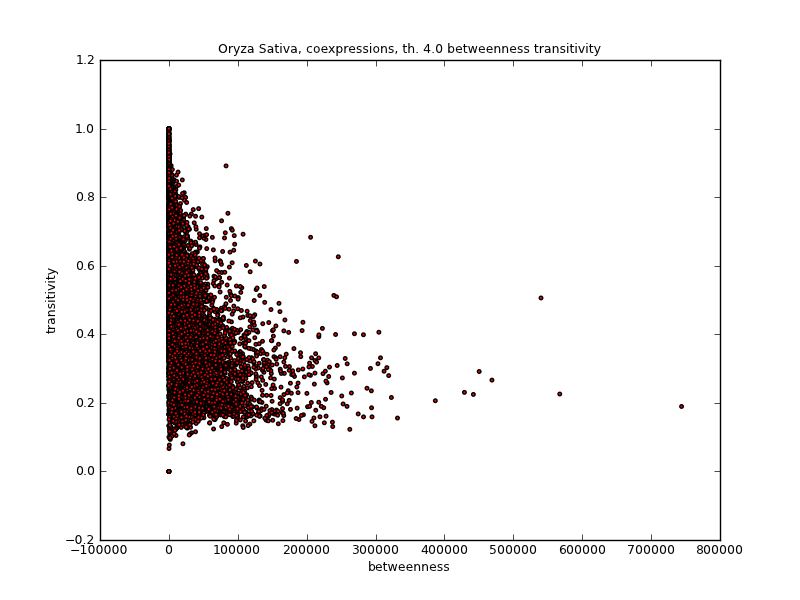 Oryza Sativa, coexpressions, th. 4.0 betweenness transitivity
1.2
1.0
0.8
0.6
0.4
0.2
0.0
−0.2
transitivity
−100000 0 100000 200000 300000 400000 500000 600000 700000 800000
betweenness